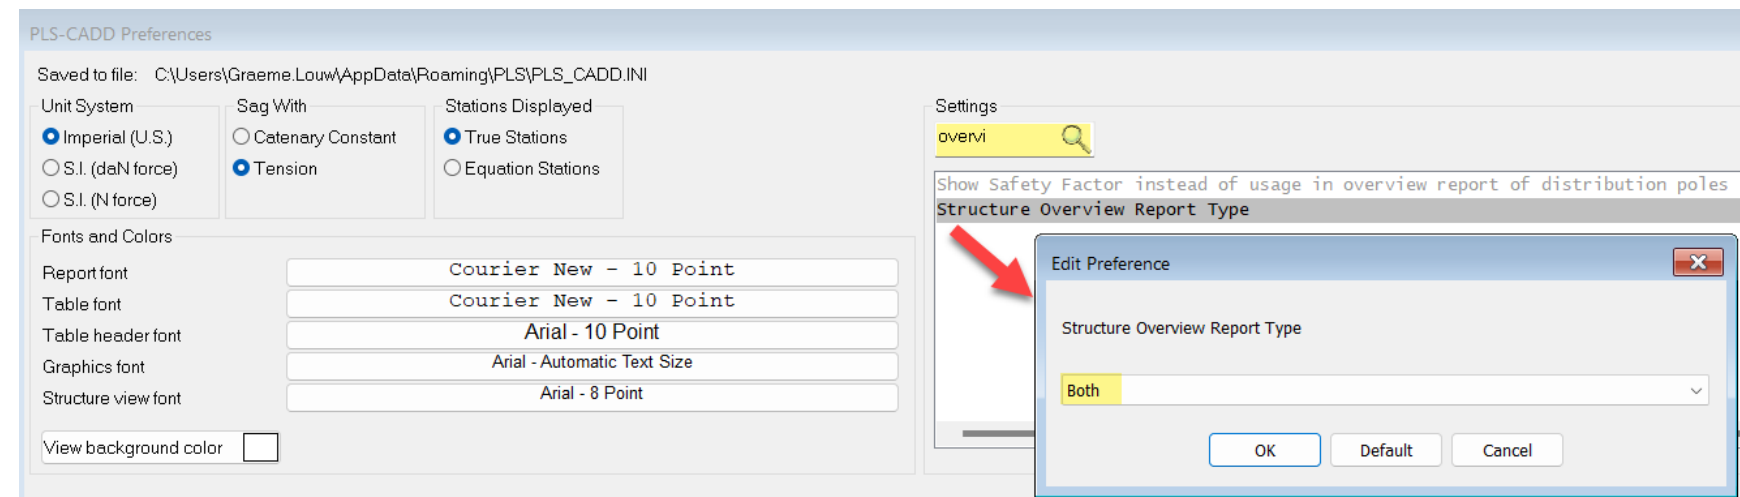 PLS-CADD Preferences
Saved to file: C:\Users\Graeme.Louw\AppData\Roaming\PLS\PLS_CADD.INI
Unit System
Imperial (U.S.)
S.I. (daN force)
S.I. (N force)
Sag With
Catenary Constant
Tension
Stations Displayed
True Stations
Equation Stations
Fonts and Colors
Report font Courier New - 10 Point
Table font Courier New - 10 Point
Table header font Arial - 10 Point
Graphics font Arial - Automatic Text Size
Structure view font Arial - 8 Point
View background color
Settings
overvi
Show Safety Factor instead of usage in overview report of distribution poles
Structure Overview Report Type
Edit Preference
Structure Overview Report Type
Both
OK Default Cancel